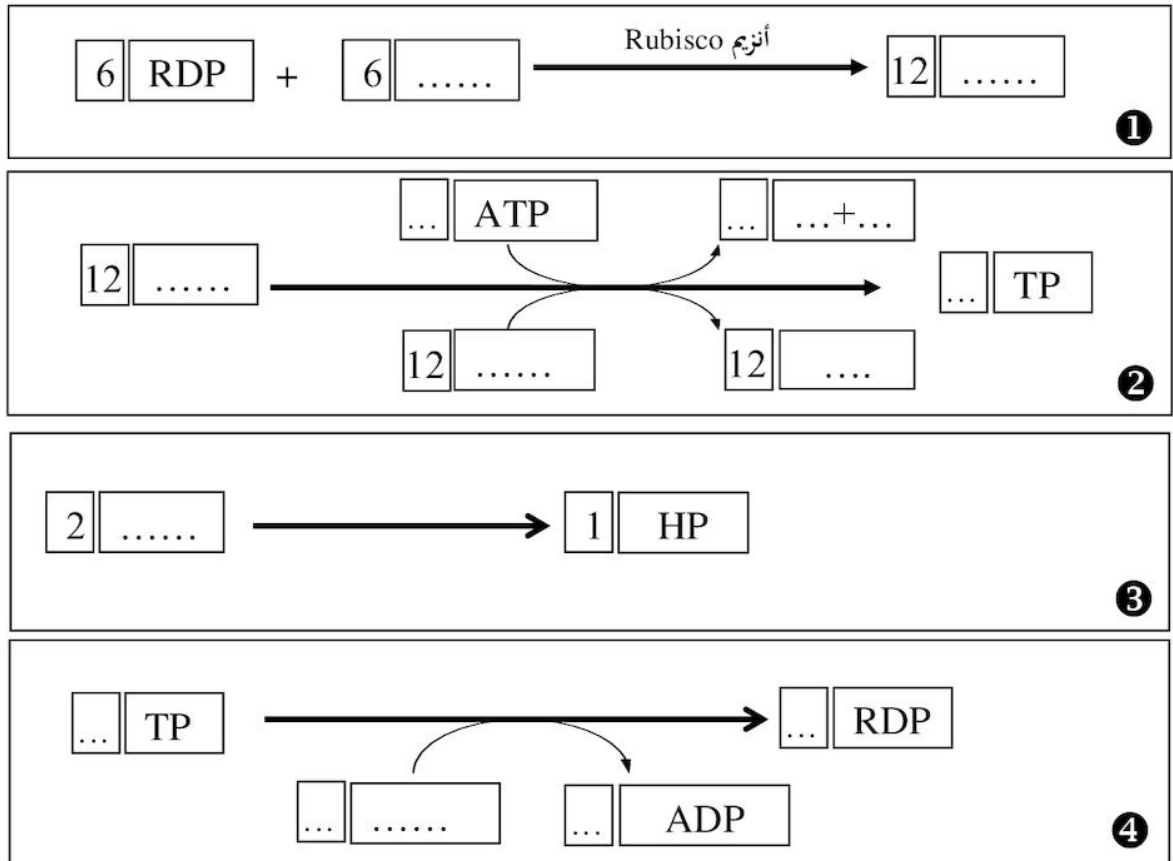 أنزيم Rubisco
6 RDP + 6 ...... 12 ......
❶
... ATP ... ...+...
12 ...... ... TP
12 ...... 12 ....
❷
2 ...... 1 HP
❸
... TP ... RDP
... ...... ... ADP
❹